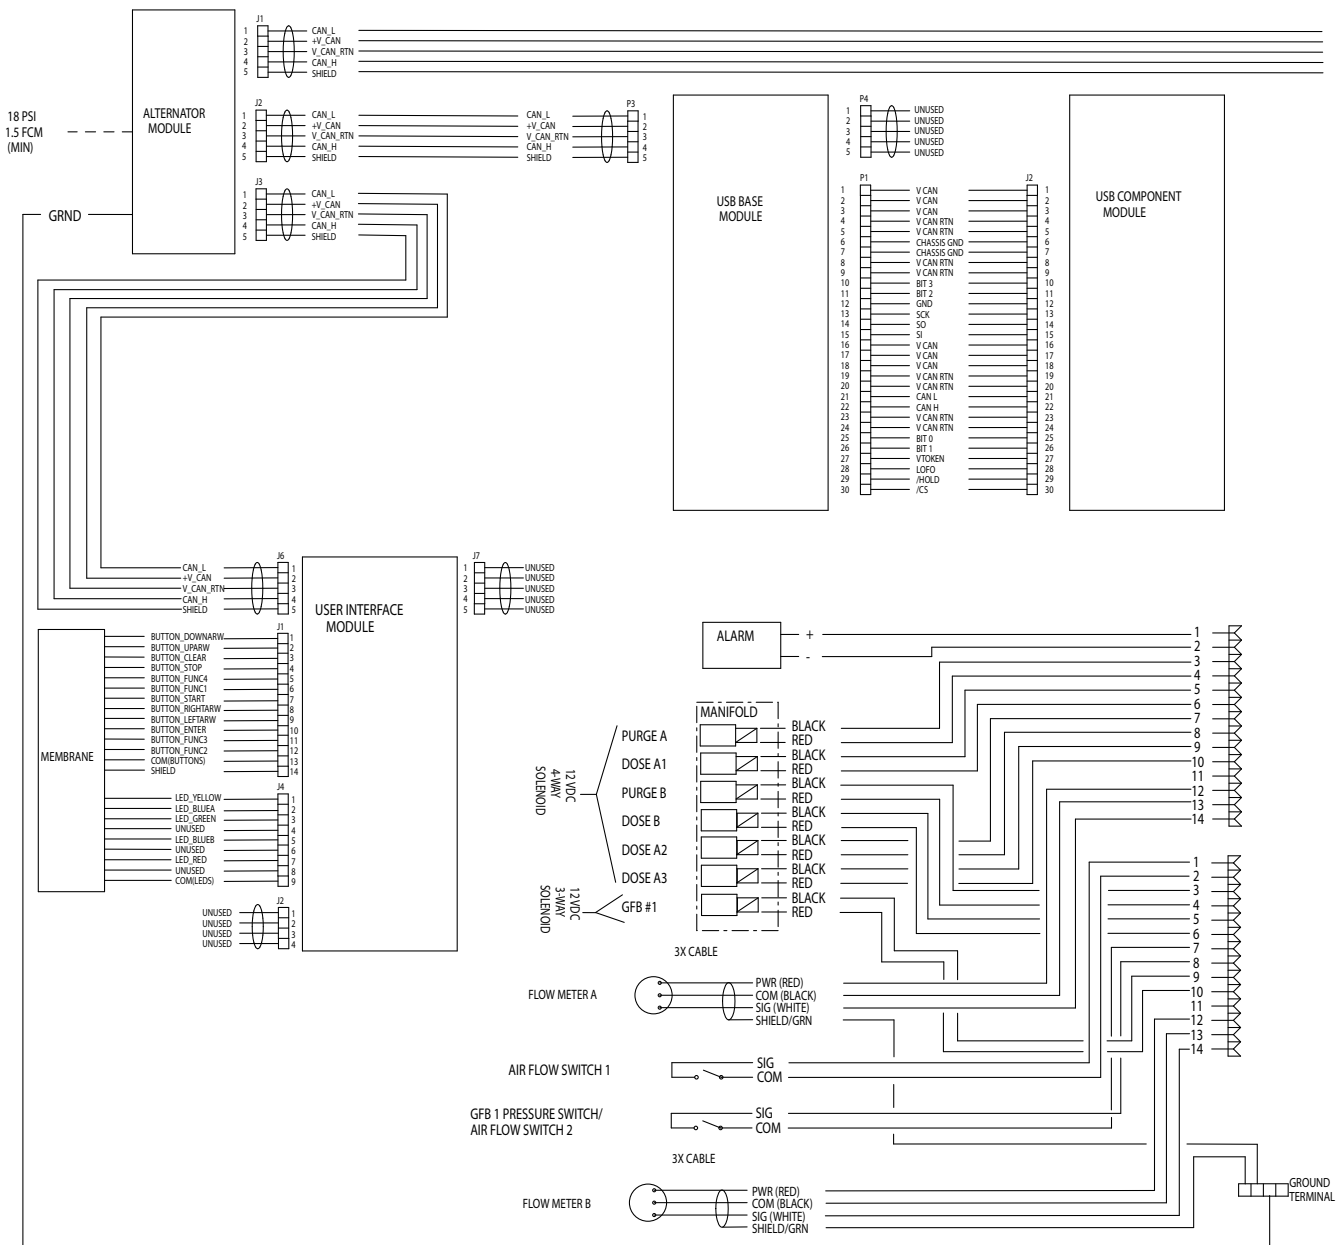 J1
1 CAN_L
2 +V_CAN
3 V_CAN_RTN
4 CAN_H
5 SHIELD
ALTERNATOR
MODULE
18 PSI
1.5 FCM
(MIN)
GRND
J2
1 CAN_L
2 +V_CAN
3 V_CAN_RTN
4 CAN_H
5 SHIELD
P3
CAN_L 1
+V_CAN 2
V_CAN_RTN 3
CAN_H 4
SHIELD 5
J3
1 CAN_L
2 +V_CAN
3 V_CAN_RTN
4 CAN_H
5 SHIELD
USB BASE
MODULE
P4
1 UNUSED
2 UNUSED
3 UNUSED
4 UNUSED
5 UNUSED
USB COMPONENT
MODULE
P1 J2
1 V CAN 1
2 V CAN 2
3 V CAN 3
4 V CAN RTN 4
5 V CAN RTN 5
6 CHASSIS GND 6
7 CHASSIS GND 7
8 V CAN RTN 8
9 V CAN RTN 9
10 BIT 3 10
11 BIT 2 11
12 GND 12
13 SCK 13
14 SO 14
15 SI 15
16 V CAN 16
17 V CAN 17
18 V CAN 18
19 V CAN RTN 19
20 V CAN RTN 20
21 CAN L 21
22 CAN H 22
23 V CAN RTN 23
24 V CAN RTN 24
25 BIT 0 25
26 BIT 1 26
27 VTOKEN 27
28 LOFO 28
29 /HOLD 29
30 /CS 30
J6
CAN_L 1
+V_CAN 2
V_CAN_RTN 3
CAN_H 4
SHIELD 5
USER INTERFACE
MODULE
J7
1 UNUSED
2 UNUSED
3 UNUSED
4 UNUSED
5 UNUSED
MEMBRANE
J1
BUTTON_DOWNARW 1
BUTTON_UPARW 2
BUTTON_CLEAR 3
BUTTON_STOP 4
BUTTON_FUNC4 5
BUTTON_FUNC1 6
BUTTON_START 7
BUTTON_RIGHTARW 8
BUTTON_LEFTARW 9
BUTTON_ENTER 10
BUTTON_FUNC3 11
BUTTON_FUNC2 12
COM(BUTTONS) 13
SHIELD 14
J4
LED_YELLOW 1
LED_BLUEA 2
LED_GREEN 3
UNUSED 4
LED_BLUEB 5
UNUSED 6
LED_RED 7
UNUSED 8
COM(LEDS) 9
J2
UNUSED 1
UNUSED 2
UNUSED 3
UNUSED 4
ALARM
+
-
MANIFOLD
12 VDC
4-WAY
SOLENOID
PURGE A
BLACK
RED
DOSE A1
BLACK
RED
PURGE B
BLACK
RED
DOSE B
BLACK
RED
DOSE A2
BLACK
RED
DOSE A3
BLACK
RED
12VDC
3-WAY
SOLENOID
GFB #1
BLACK
RED
1
2
3
4
5
6
7
8
9
10
11
12
13
14
1
2
3
4
5
6
7
8
9
10
11
12
13
14
3X CABLE
FLOW METER A
PWR (RED)
COM (BLACK)
SIG (WHITE)
SHIELD/GRN
AIR FLOW SWITCH 1
SIG
COM
GFB 1 PRESSURE SWITCH/
AIR FLOW SWITCH 2
SIG
COM
3X CABLE
FLOW METER B
PWR (RED)
COM (BLACK)
SIG (WHITE)
SHIELD/GRN
GROUND
TERMINAL